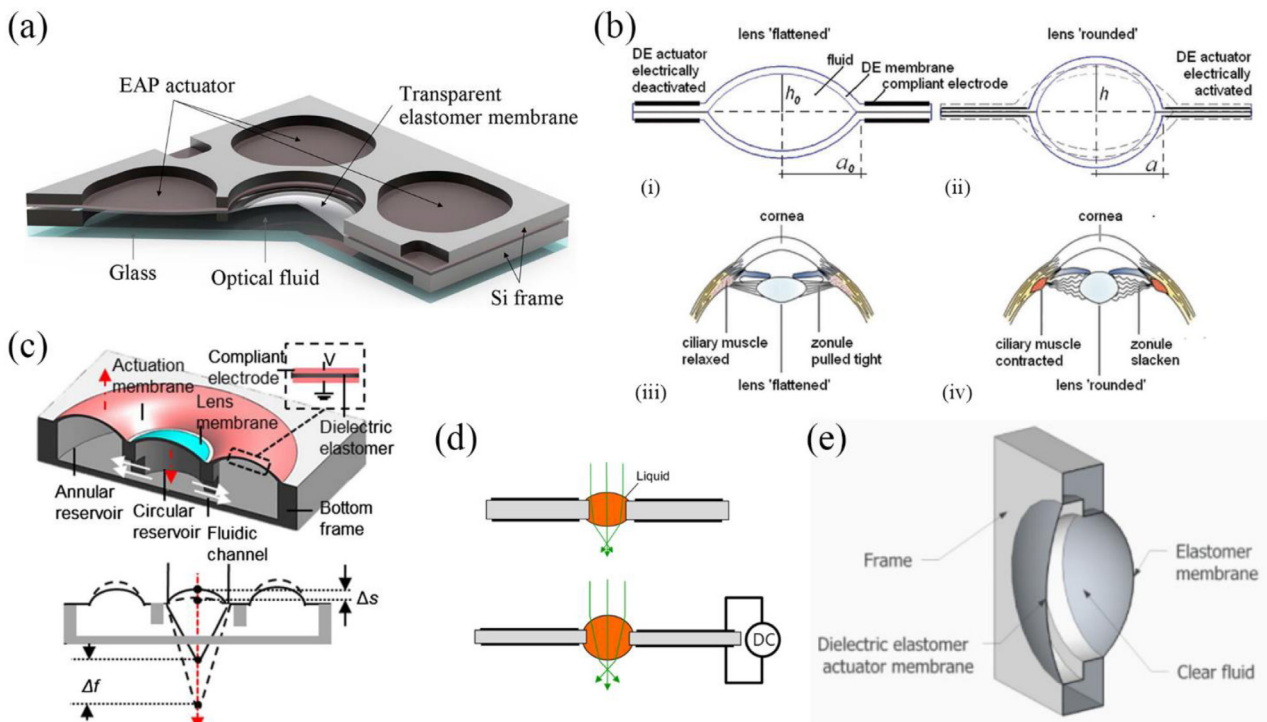 (a)
EAP actuator
Transparent
elastomer membrane
Glass
Optical fluid
Si frame
(b)
lens 'flattened'
DE actuator
electrically
deactivated
fluid
DE membrane
compliant electrode
h₀
a₀
(i)
lens 'rounded'
DE actuator
electrically
activated
h
a
(ii)
cornea
ciliary muscle
relaxed
zonule
pulled tight
(iii)
lens 'flattened'
cornea
ciliary muscle
contracted
zonule
slacken
(iv)
lens 'rounded'
(c)
Compliant
electrode
V
Actuation
membrane
Lens
membrane
Dielectric
elastomer
Annular
reservoir
Circular
reservoir
Fluidic
channel
Bottom
frame
Δs
Δf
(d)
Liquid
DC
(e)
Frame
Elastomer
membrane
Dielectric elastomer
actuator membrane
Clear fluid